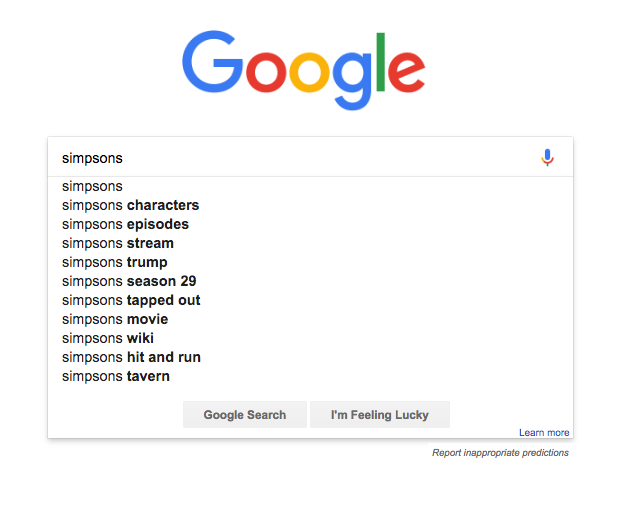 Google
simpsons
simpsons
simpsons characters
simpsons episodes
simpsons stream
simpsons trump
simpsons season 29
simpsons tapped out
simpsons movie
simpsons wiki
simpsons hit and run
simpsons tavern
Google Search I'm Feeling Lucky
Learn more
Report inappropriate predictions